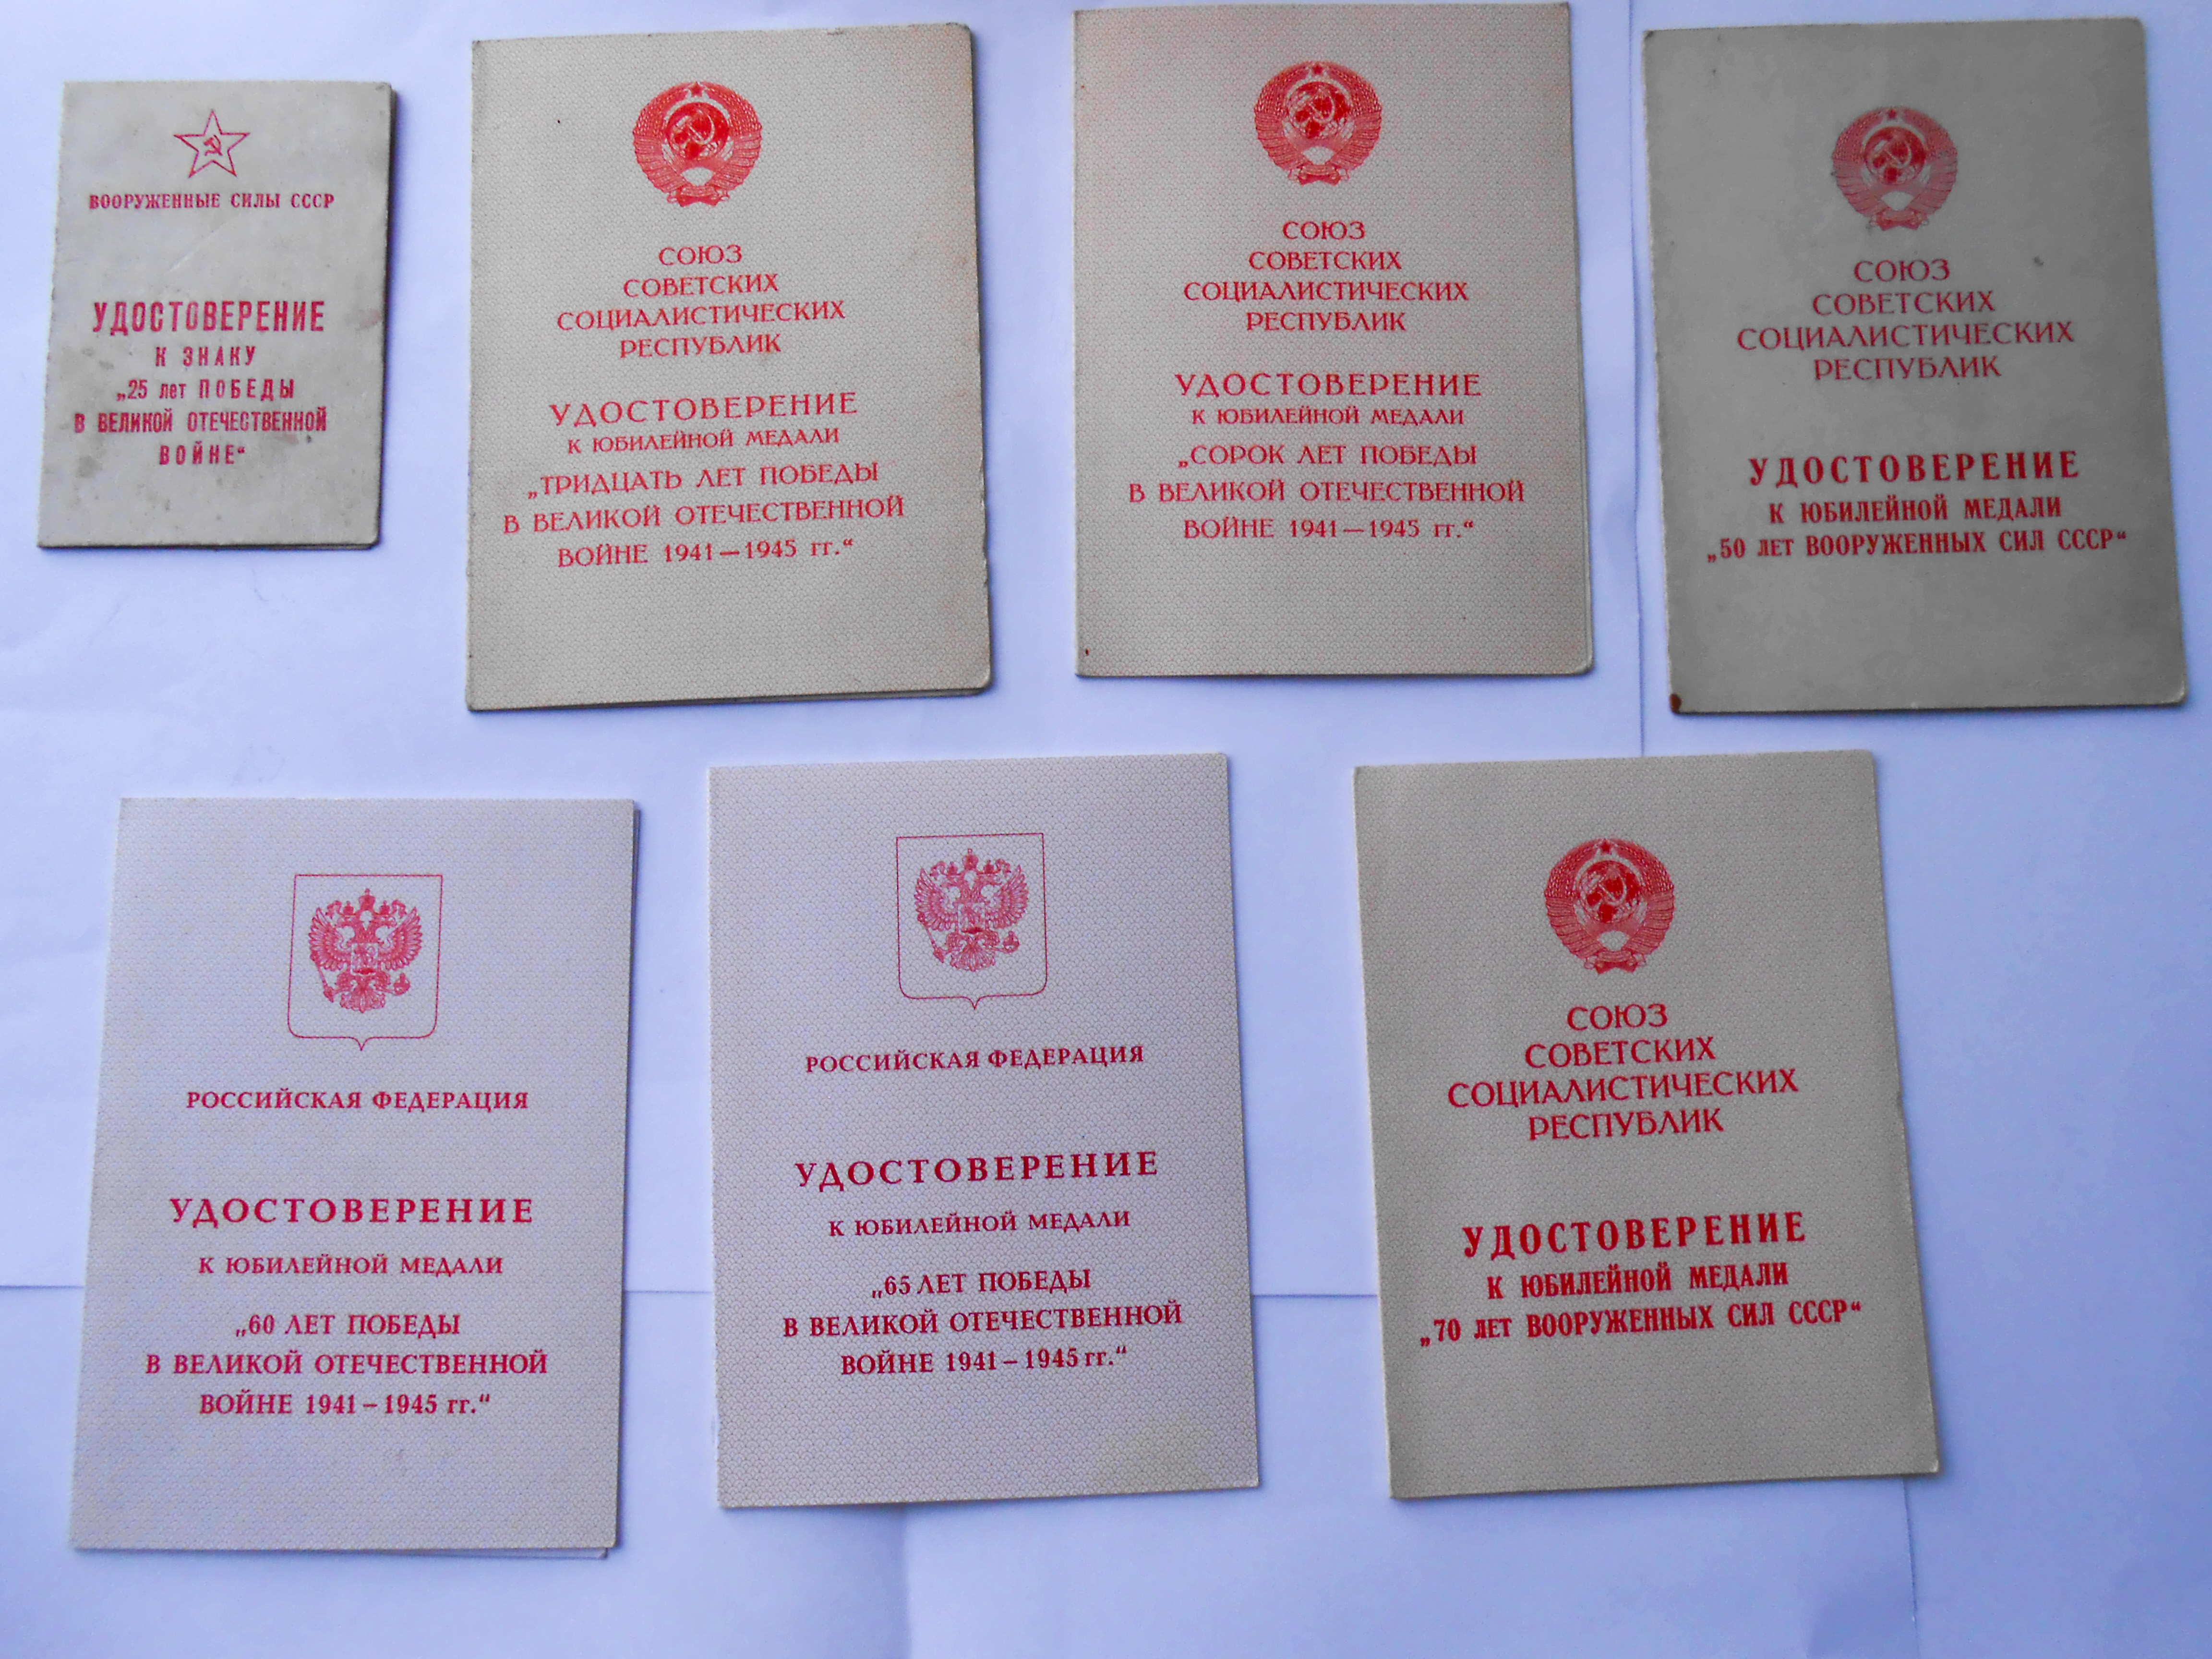 ВООРУЖЕННЫЕ СИЛЫ СССР
УДОСТОВЕРЕНИЕ
К ЗНАКУ
„25 лет ПОБЕДЫ
В ВЕЛИКОЙ ОТЕЧЕСТВЕННОЙ
ВОЙНЕ“
СОЮЗ
СОВЕТСКИХ
СОЦИАЛИСТИЧЕСКИХ
РЕСПУБЛИК
УДОСТОВЕРЕНИЕ
К ЮБИЛЕЙНОЙ МЕДАЛИ
„ТРИДЦАТЬ ЛЕТ ПОБЕДЫ
В ВЕЛИКОЙ ОТЕЧЕСТВЕННОЙ
ВОЙНЕ 1941—1945 гг.“
СОЮЗ
СОВЕТСКИХ
СОЦИАЛИСТИЧЕСКИХ
РЕСПУБЛИК
УДОСТОВЕРЕНИЕ
К ЮБИЛЕЙНОЙ МЕДАЛИ
„СОРОК ЛЕТ ПОБЕДЫ
В ВЕЛИКОЙ ОТЕЧЕСТВЕННОЙ
ВОЙНЕ 1941—1945 гг.“
СОЮЗ
СОВЕТСКИХ
СОЦИАЛИСТИЧЕСКИХ
РЕСПУБЛИК
УДОСТОВЕРЕНИЕ
К ЮБИЛЕЙНОЙ МЕДАЛИ
„50 ЛЕТ ВООРУЖЕННЫХ СИЛ СССР“
РОССИЙСКАЯ ФЕДЕРАЦИЯ
УДОСТОВЕРЕНИЕ
К ЮБИЛЕЙНОЙ МЕДАЛИ
„60 ЛЕТ ПОБЕДЫ
В ВЕЛИКОЙ ОТЕЧЕСТВЕННОЙ
ВОЙНЕ 1941 – 1945 гг.“
РОССИЙСКАЯ ФЕДЕРАЦИЯ
УДОСТОВЕРЕНИЕ
К ЮБИЛЕЙНОЙ МЕДАЛИ
„65 ЛЕТ ПОБЕДЫ
В ВЕЛИКОЙ ОТЕЧЕСТВЕННОЙ
ВОЙНЕ 1941 – 1945 гг.“
СОЮЗ
СОВЕТСКИХ
СОЦИАЛИСТИЧЕСКИХ
РЕСПУБЛИК
УДОСТОВЕРЕНИЕ
К ЮБИЛЕЙНОЙ МЕДАЛИ
„70 ЛЕТ ВООРУЖЕННЫХ СИЛ СССР“